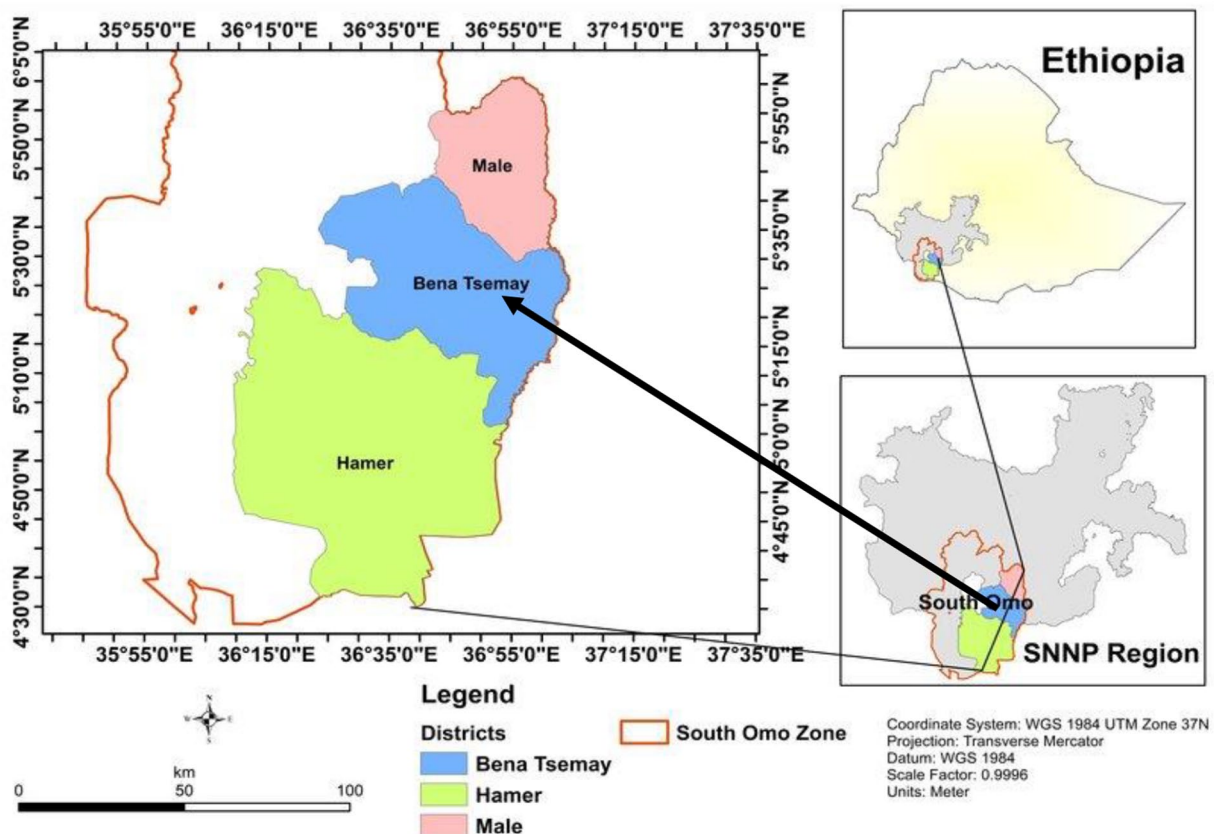 35°55'0"E 36°15'0"E 36°35'0"E 36°55'0"E 37°15'0"E 37°35'0"E
6°5'0"N
5°50'0"N
5°30'0"N
5°10'0"N
4°50'0"N
4°30'0"N
5°55'0"N
5°35'0"N
5°15'0"N
5°0'0"N
4°45'0"N
Male
Bena Tsemay
Hamer
35°55'0"E 36°15'0"E 36°35'0"E 36°55'0"E 37°15'0"E 37°35'0"E
Ethiopia
South Omo
SNNP Region
N
W E
S
km
0 50 100
Legend
Districts
Bena Tsemay
Hamer
Male
South Omo Zone
Coordinate System: WGS 1984 UTM Zone 37N
Projection: Transverse Mercator
Datum: WGS 1984
Scale Factor: 0.9996
Units: Meter